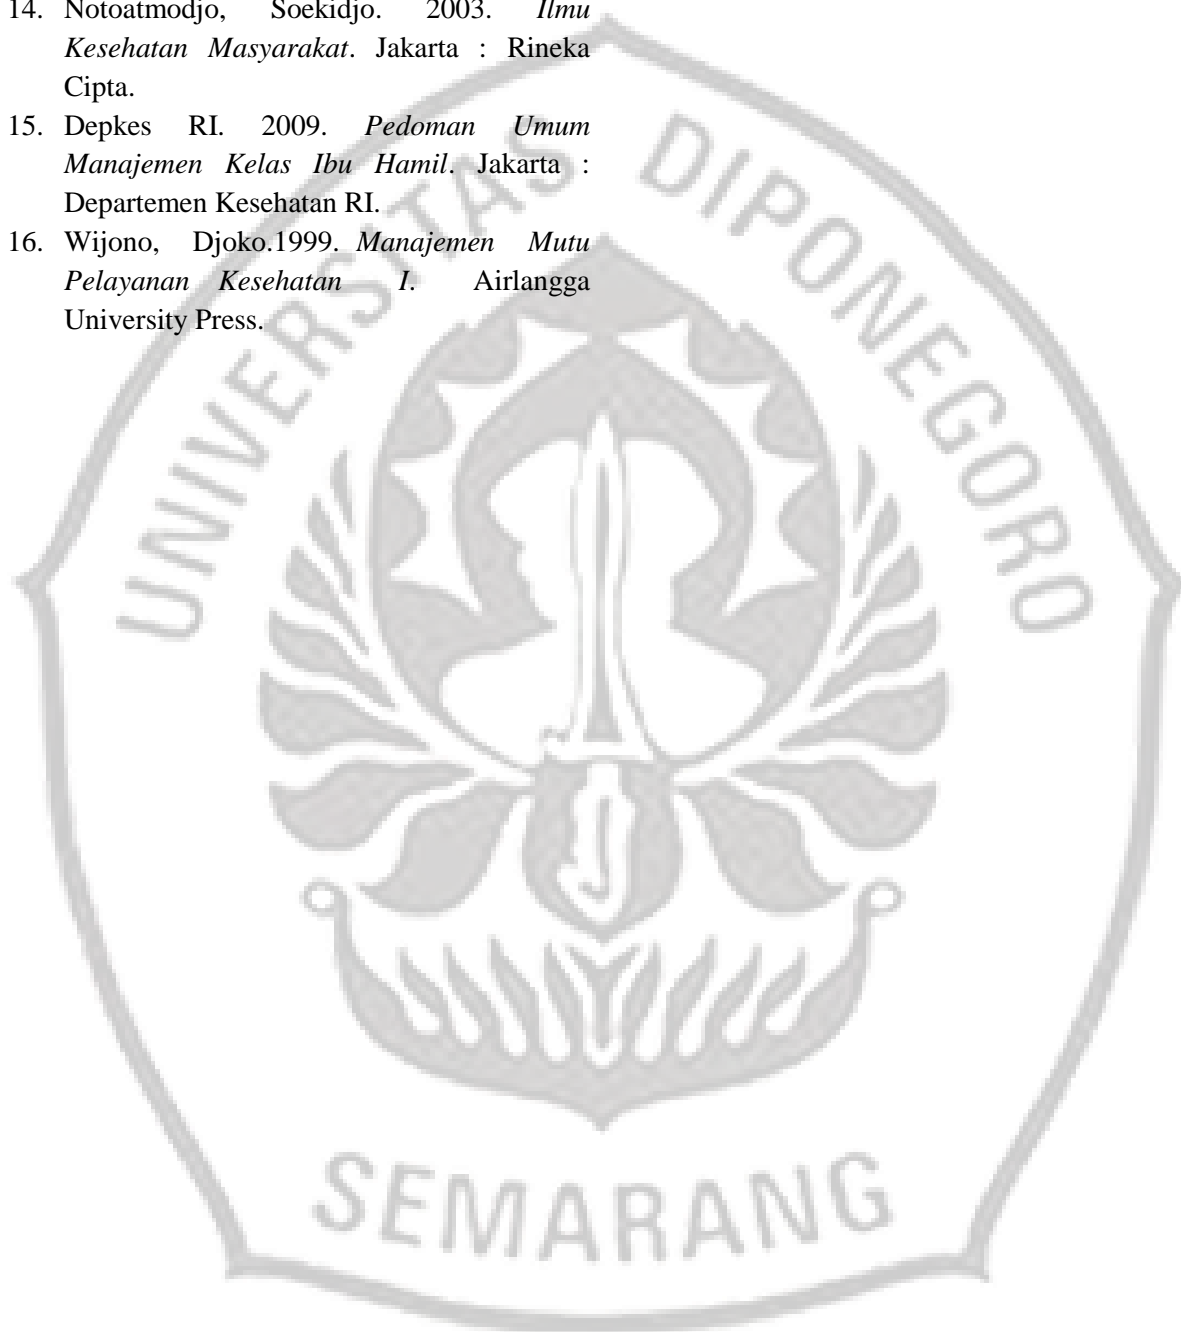 14. Notoatmodjo, Soekidjo. 2003. Ilmu
Kesehatan Masyarakat. Jakarta : Rineka
Cipta.
15. Depkes RI. 2009. Pedoman Umum
Manajemen Kelas Ibu Hamil. Jakarta :
Departemen Kesehatan RI.
16. Wijono, Djoko.1999. Manajemen Mutu
Pelayanan Kesehatan I. Airlangga
University Press.
UNIVERSITAS DIPONEGORO
SEMARANG